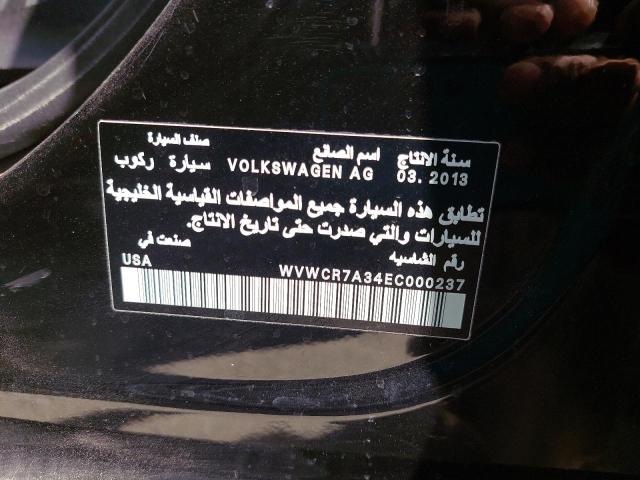 سنة الانتاج اسم الصانع صنف السيارة
03. 2013 VOLKSWAGEN AG سيارة ركوب
تطابق هذه السيارة جميع المواصفات القياسية الخليجية
للسيارات والتي صدرت حتى تاريخ الانتاج.
رقم الشاسيه صنعت في
WVWCR7A34EC000237 USA